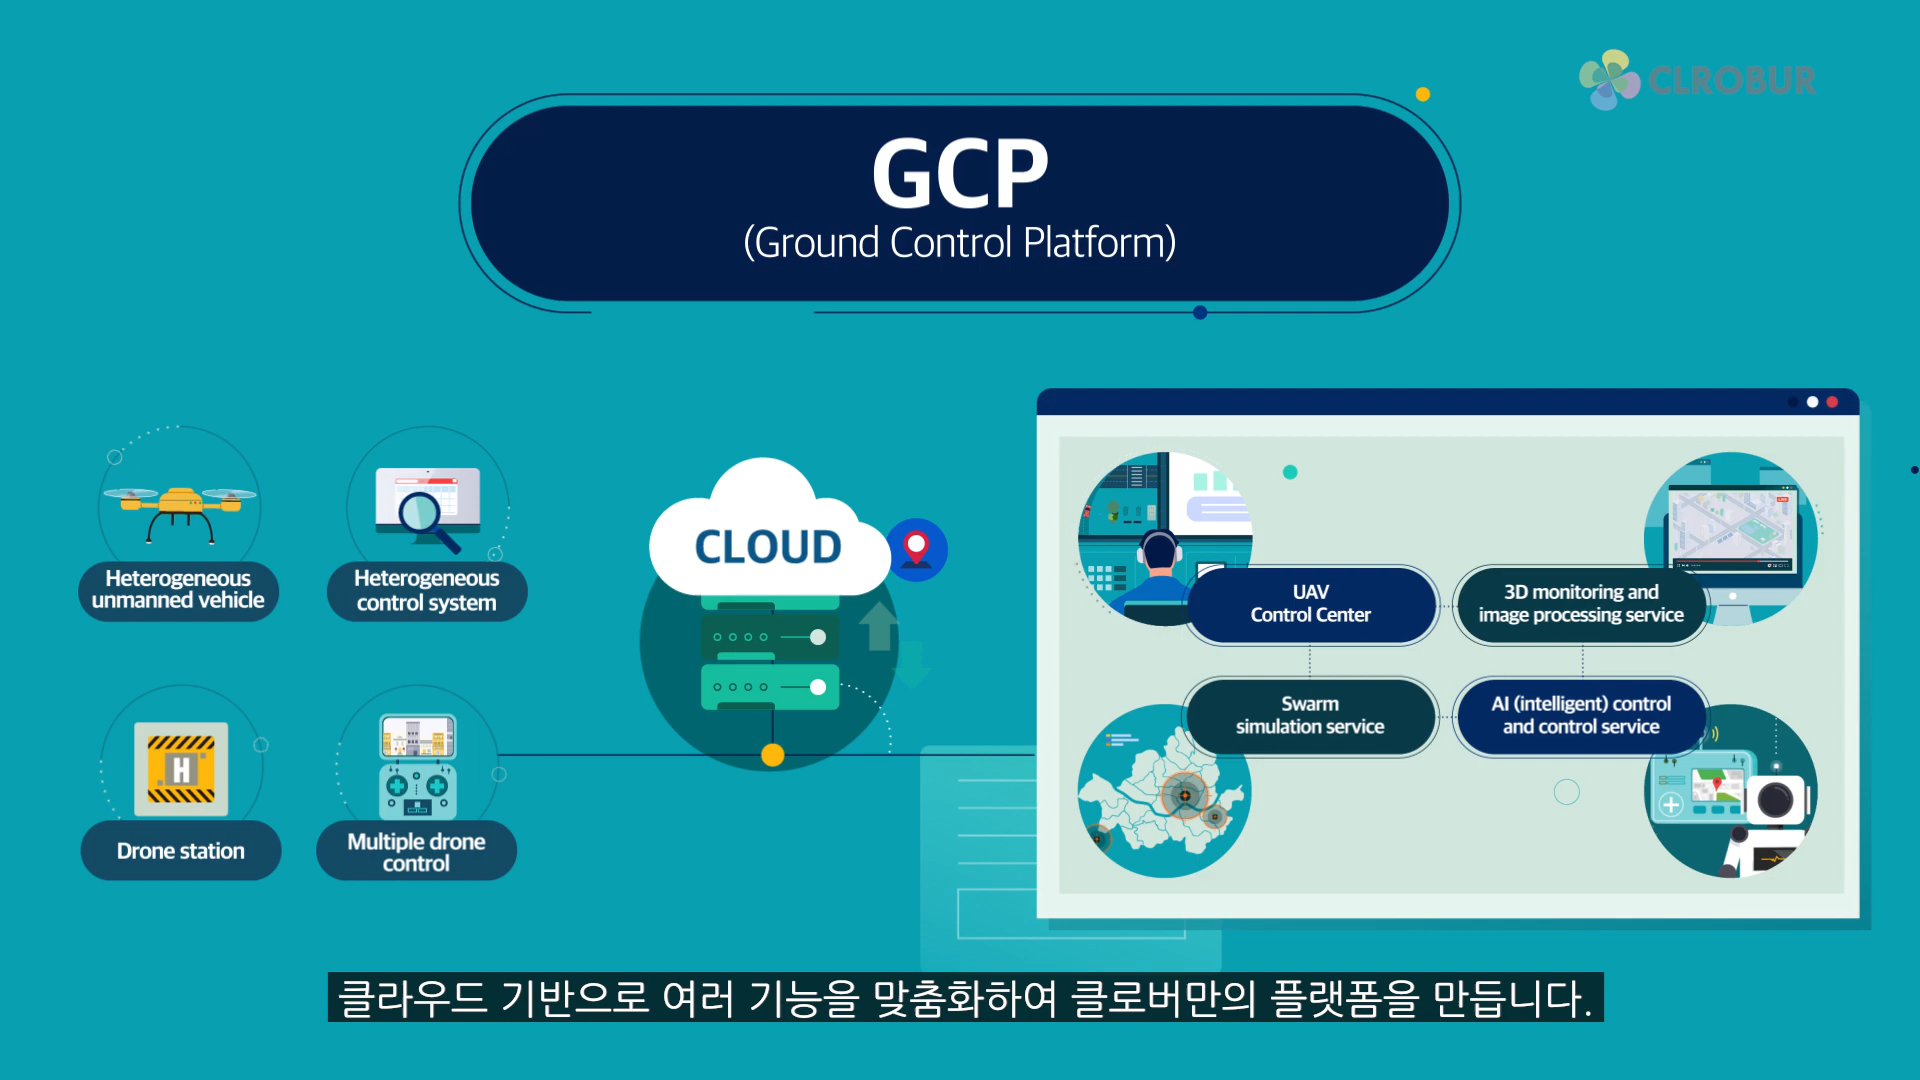 CLROBUR
GCP
(Ground Control Platform)
Heterogeneous
unmanned vehicle
Heterogeneous
control system
Drone station
Multiple drone
control
H
CLOUD
UAV
Control Center
3D monitoring and
image processing service
Swarm
simulation service
AI (intelligent) control
and control service
클라우드 기반으로 여러 기능을 맞춤화하여 클로버만의 플랫폼을 만듭니다.